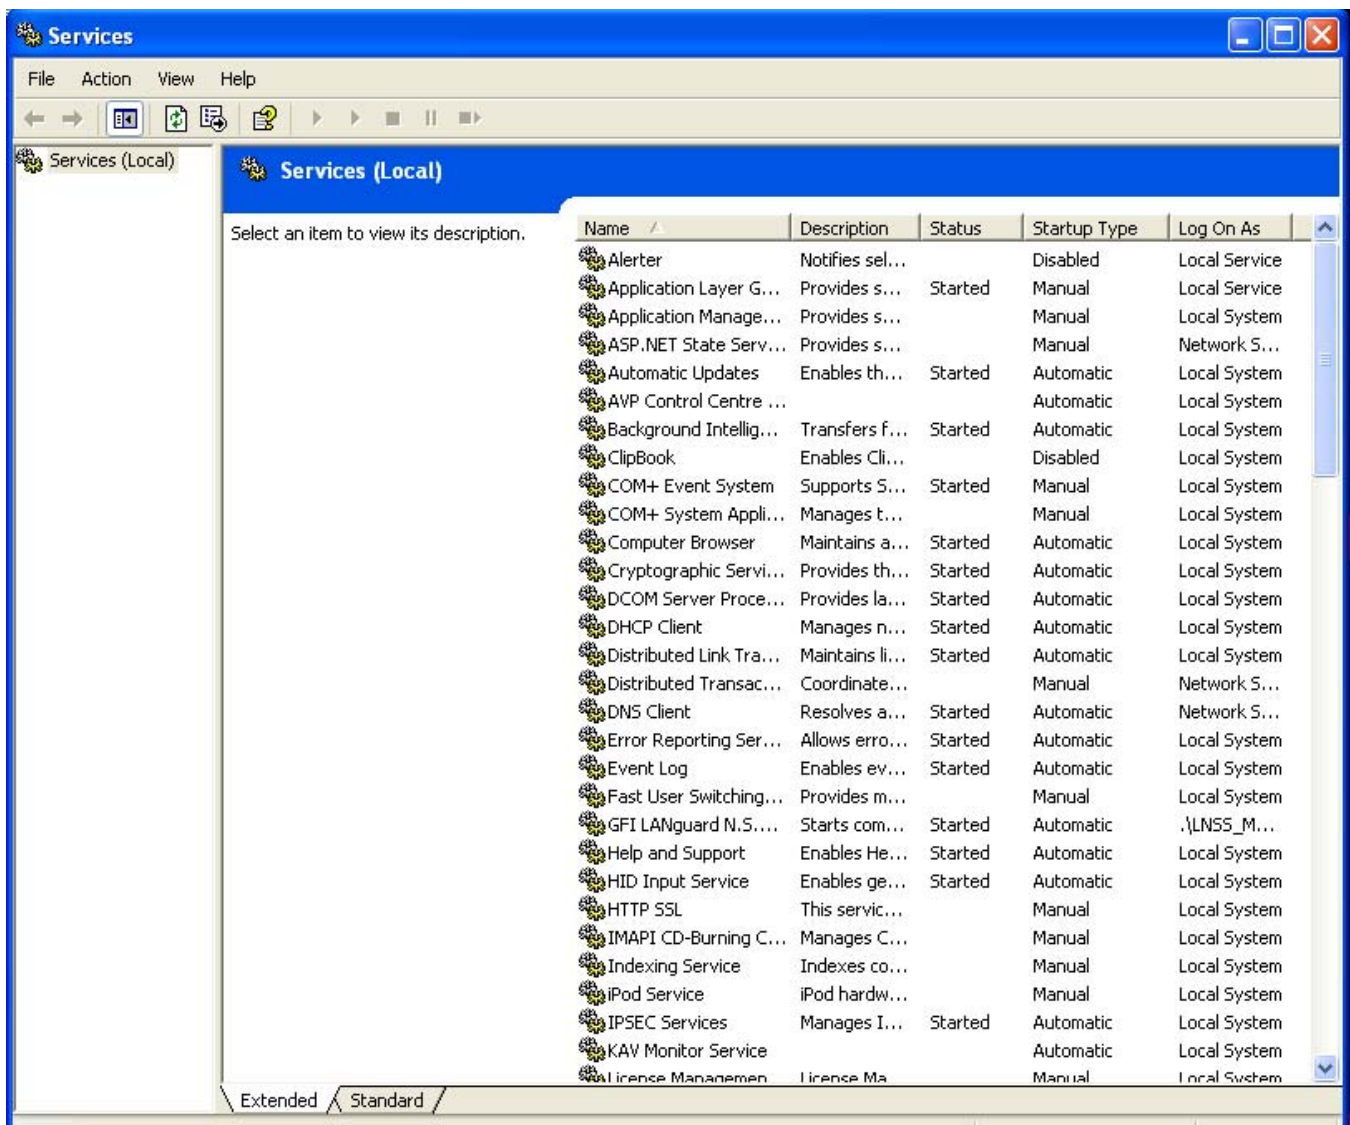 Services
File Action View Help
Services (Local)
Services (Local)
Select an item to view its description.
Name Description Status Startup Type Log On As
Alerter Notifies sel... Disabled Local Service
Application Layer G... Provides s... Started Manual Local Service
Application Manage... Provides s... Manual Local System
ASP.NET State Serv... Provides s... Manual Network S...
Automatic Updates Enables th... Started Automatic Local System
AVP Control Centre ... Automatic Local System
Background Intellig... Transfers f... Started Automatic Local System
ClipBook Enables Cli... Disabled Local System
COM+ Event System Supports S... Started Manual Local System
COM+ System Appli... Manages t... Manual Local System
Computer Browser Maintains a... Started Automatic Local System
Cryptographic Servi... Provides th... Started Automatic Local System
DCOM Server Proce... Provides la... Started Automatic Local System
DHCP Client Manages n... Started Automatic Local System
Distributed Link Tra... Maintains li... Started Automatic Local System
Distributed Transac... Coordinate... Manual Network S...
DNS Client Resolves a... Started Automatic Network S...
Error Reporting Ser... Allows erro... Started Automatic Local System
Event Log Enables ev... Started Automatic Local System
Fast User Switching... Provides m... Manual Local System
GFI LANguard N.S.... Starts com... Started Automatic .\LNSS_M...
Help and Support Enables He... Started Automatic Local System
HID Input Service Enables ge... Started Automatic Local System
HTTP SSL This servic... Manual Local System
IMAPI CD-Burning C... Manages C... Manual Local System
Indexing Service Indexes co... Manual Local System
iPod Service iPod hardw... Manual Local System
IPSEC Services Manages I... Started Automatic Local System
KAV Monitor Service Automatic Local System
License Managemen License Ma Manual Local System
Extended Standard